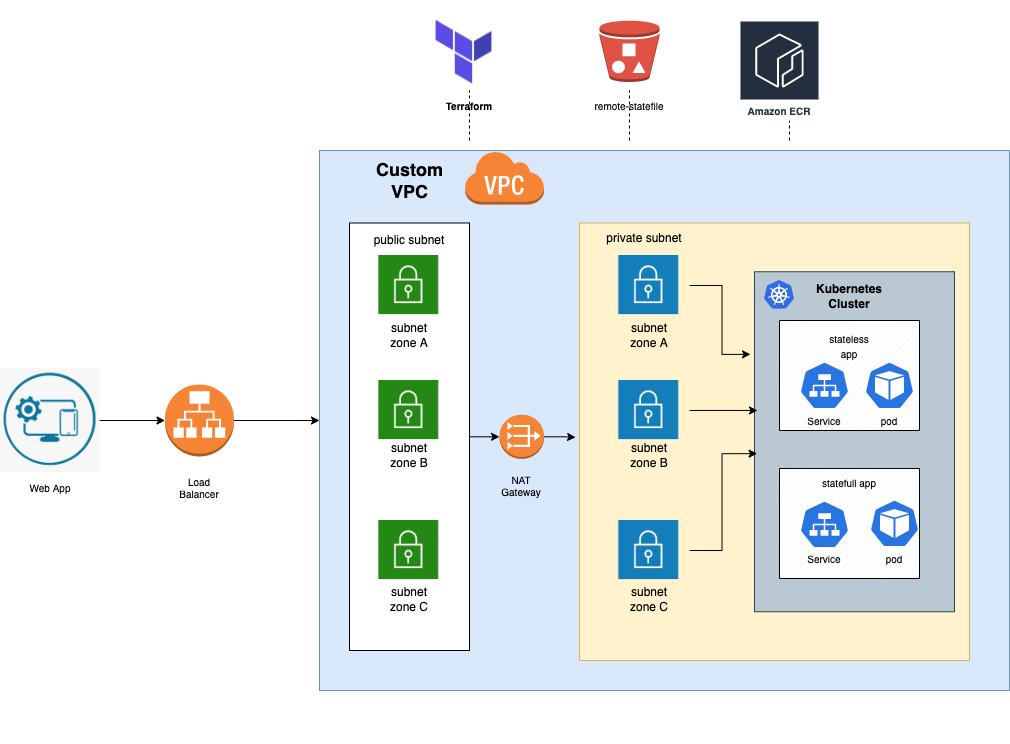 Terraform
remote-statefile
Amazon ECR
Custom
VPC
VPC
public subnet
subnet
zone A
subnet
zone B
subnet
zone C
private subnet
subnet
zone A
subnet
zone B
subnet
zone C
Kubernetes
Cluster
stateless
app
Service
pod
statefull app
Service
pod
Web App
Load
Balancer
NAT
Gateway